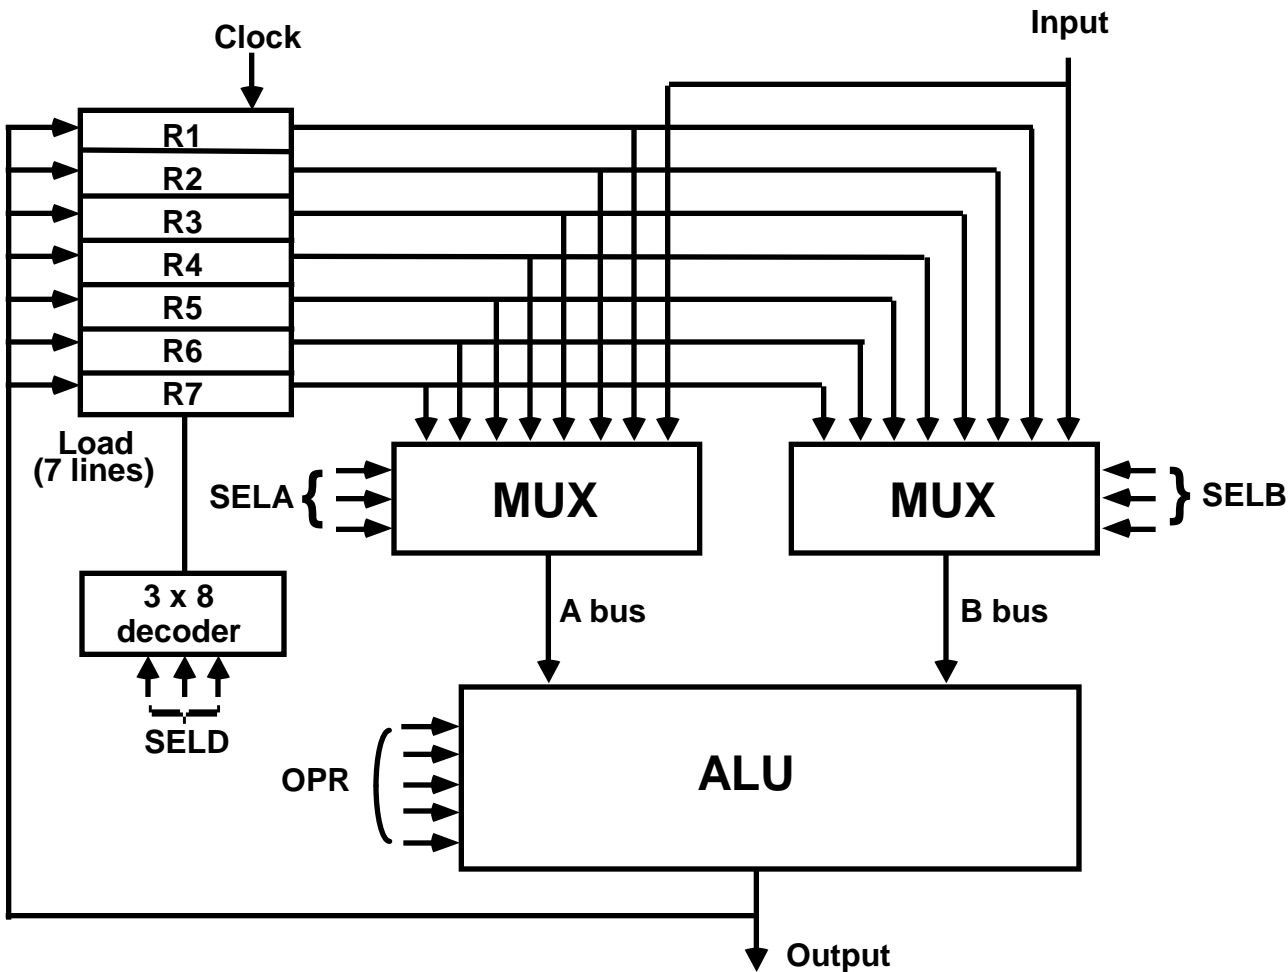 Clock
Input
R1
R2
R3
R4
R5
R6
R7
Load
(7 lines)
SELA {
MUX
MUX
} SELB
3 x 8
decoder
A bus
B bus
SELD
OPR
ALU
Output